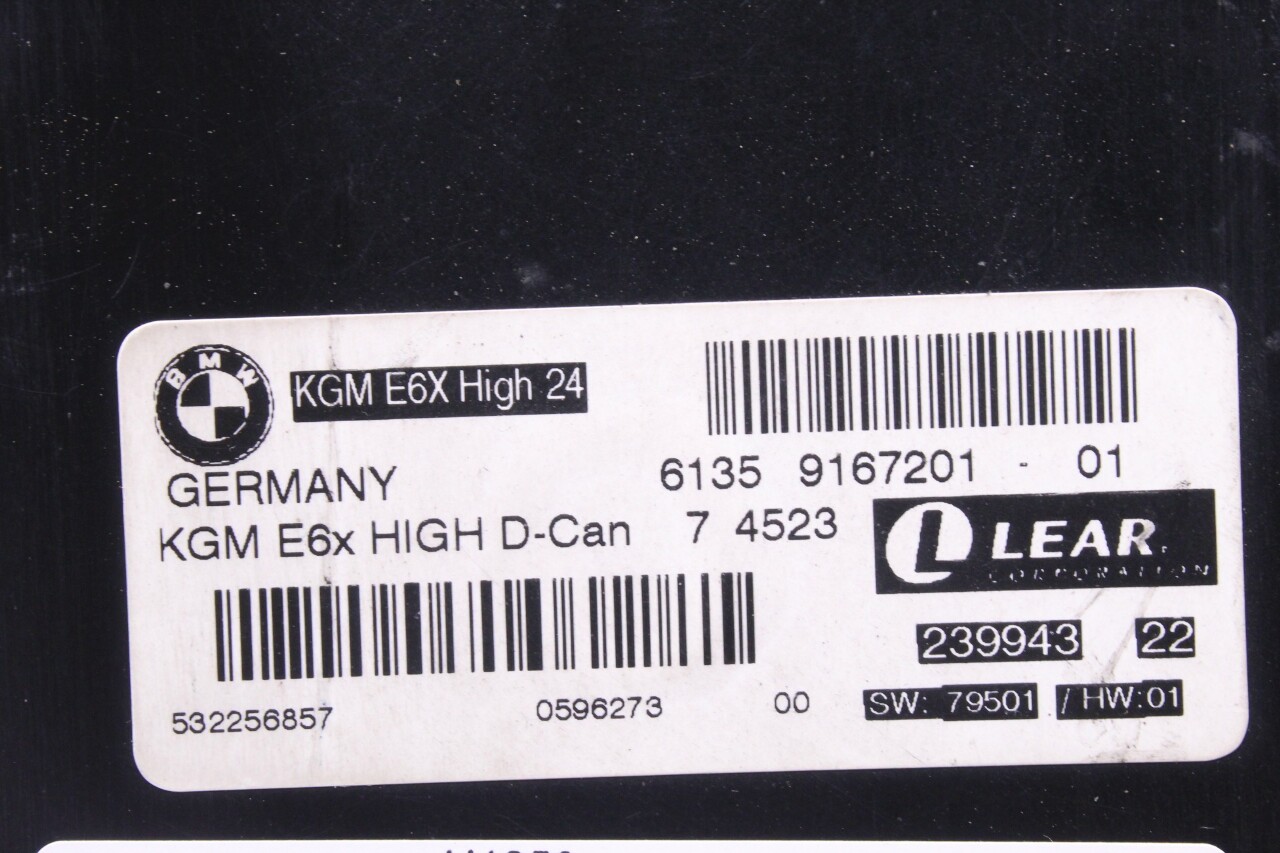 BMW
KGM E6X High 24
GERMANY
6135 9167201 - 01
KGM E6x HIGH D-Can 7 4523
LEAR.
CORPORATION
239943 22
532256857 0596273 00
SW: 79501 / HW:01